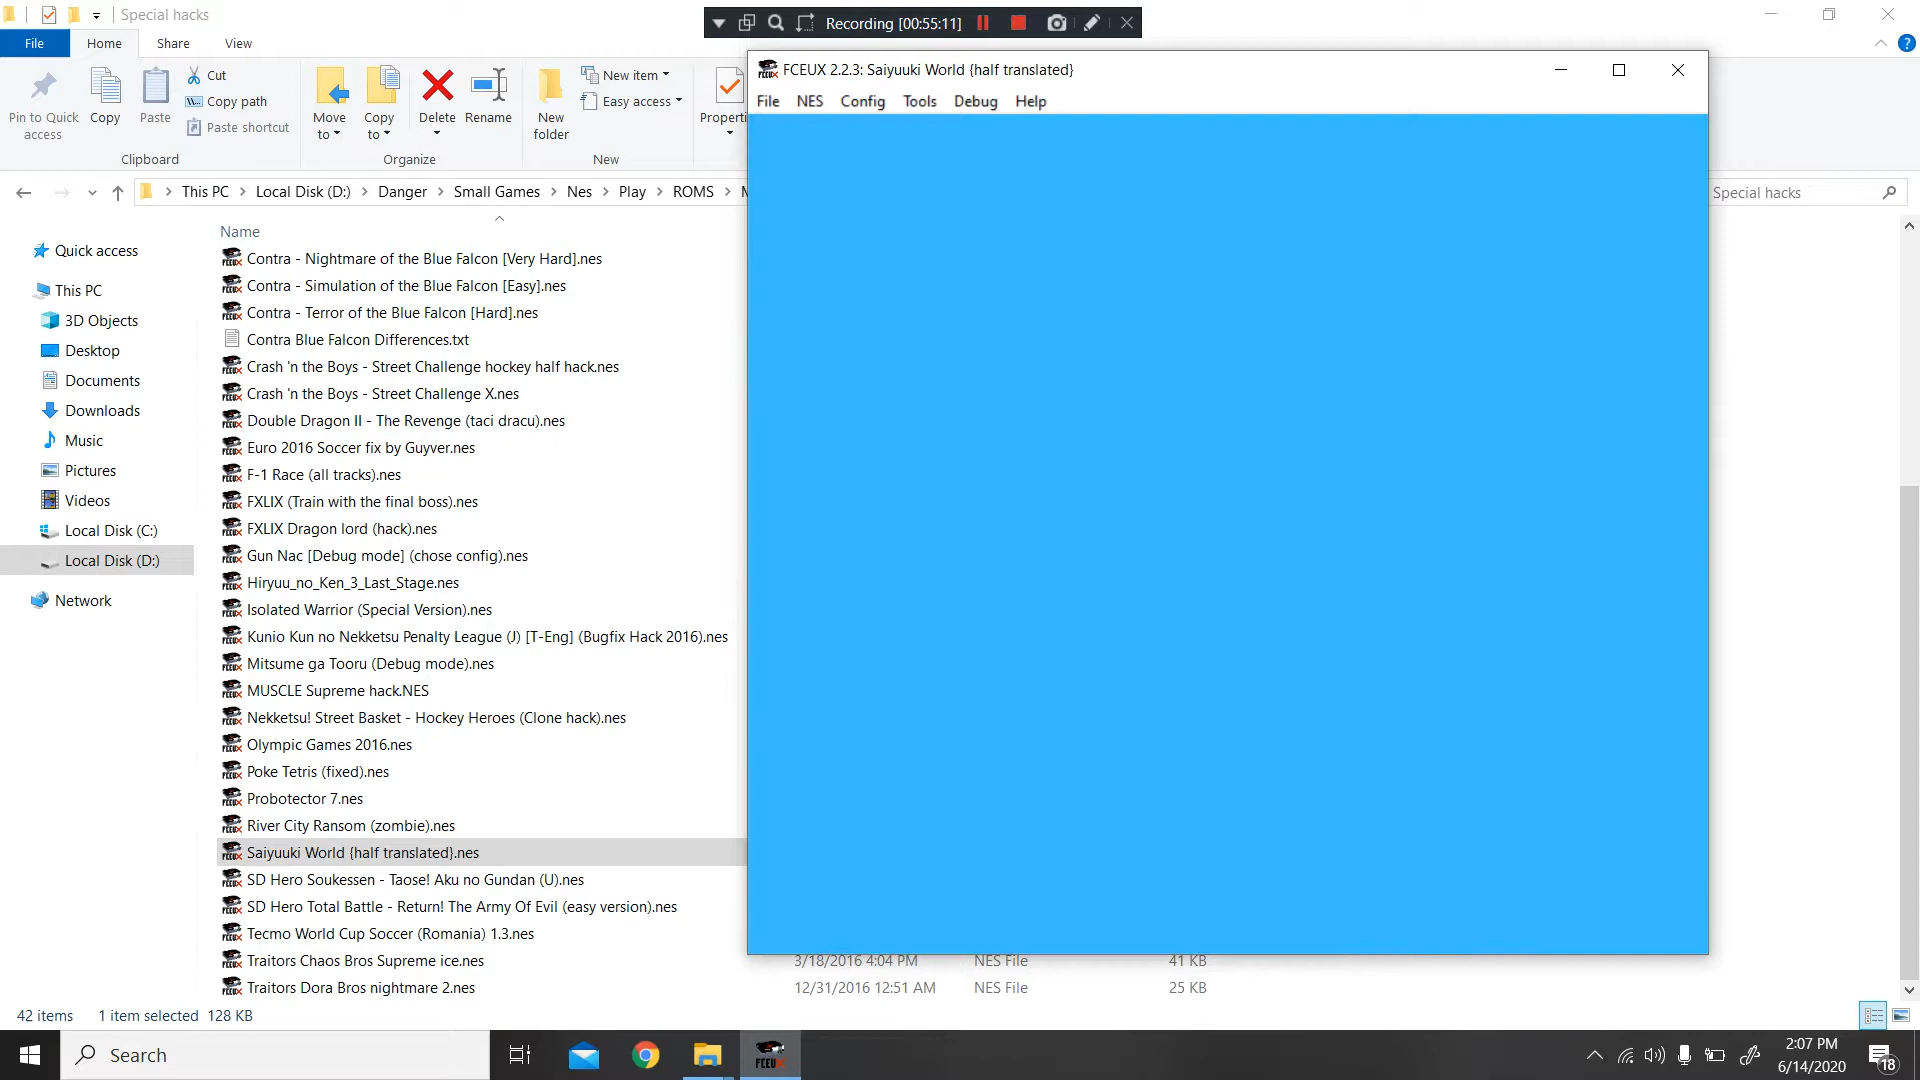 Special hacks
Recording [00:55:11]
File
Home
Share
View
Pin to Quick access
Copy
Paste
Cut
Copy path
Paste shortcut
Clipboard
Move to
Copy to
Delete
Rename
Organize
New folder
New item
Easy access
New
FCEUX 2.2.3: Saiyuuki World {half translated}
File NES Config Tools Debug Help
This PC > Local Disk (D:) > Danger > Small Games > Nes > Play > ROMS >
Special hacks
Quick access
This PC
3D Objects
Desktop
Documents
Downloads
Music
Pictures
Videos
Local Disk (C:)
Local Disk (D:)
Network
Name
Contra - Nightmare of the Blue Falcon [Very Hard].nes
Contra - Simulation of the Blue Falcon [Easy].nes
Contra - Terror of the Blue Falcon [Hard].nes
Contra Blue Falcon Differences.txt
Crash 'n the Boys - Street Challenge hockey half hack.nes
Crash 'n the Boys - Street Challenge X.nes
Double Dragon II - The Revenge (taci dracu).nes
Euro 2016 Soccer fix by Guyver.nes
F-1 Race (all tracks).nes
FXLIX (Train with the final boss).nes
FXLIX Dragon lord (hack).nes
Gun Nac [Debug mode] (chose config).nes
Hiryuu_no_Ken_3_Last_Stage.nes
Isolated Warrior (Special Version).nes
Kunio Kun no Nekketsu Penalty League (J) [T-Eng] (Bugfix Hack 2016).nes
Mitsume ga Tooru (Debug mode).nes
MUSCLE Supreme hack.NES
Nekketsu! Street Basket - Hockey Heroes (Clone hack).nes
Olympic Games 2016.nes
Poke Tetris (fixed).nes
Probotector 7.nes
River City Ransom (zombie).nes
Saiyuuki World {half translated}.nes
SD Hero Soukessen - Taose! Aku no Gundan (U).nes
SD Hero Total Battle - Return! The Army Of Evil (easy version).nes
Tecmo World Cup Soccer (Romania) 1.3.nes
Traitors Chaos Bros Supreme ice.nes 3/18/2016 4:04 PM NES File 41 KB
Traitors Dora Bros nightmare 2.nes 12/31/2016 12:51 AM NES File 25 KB
42 items 1 item selected 128 KB
Search
2:07 PM
6/14/2020
18